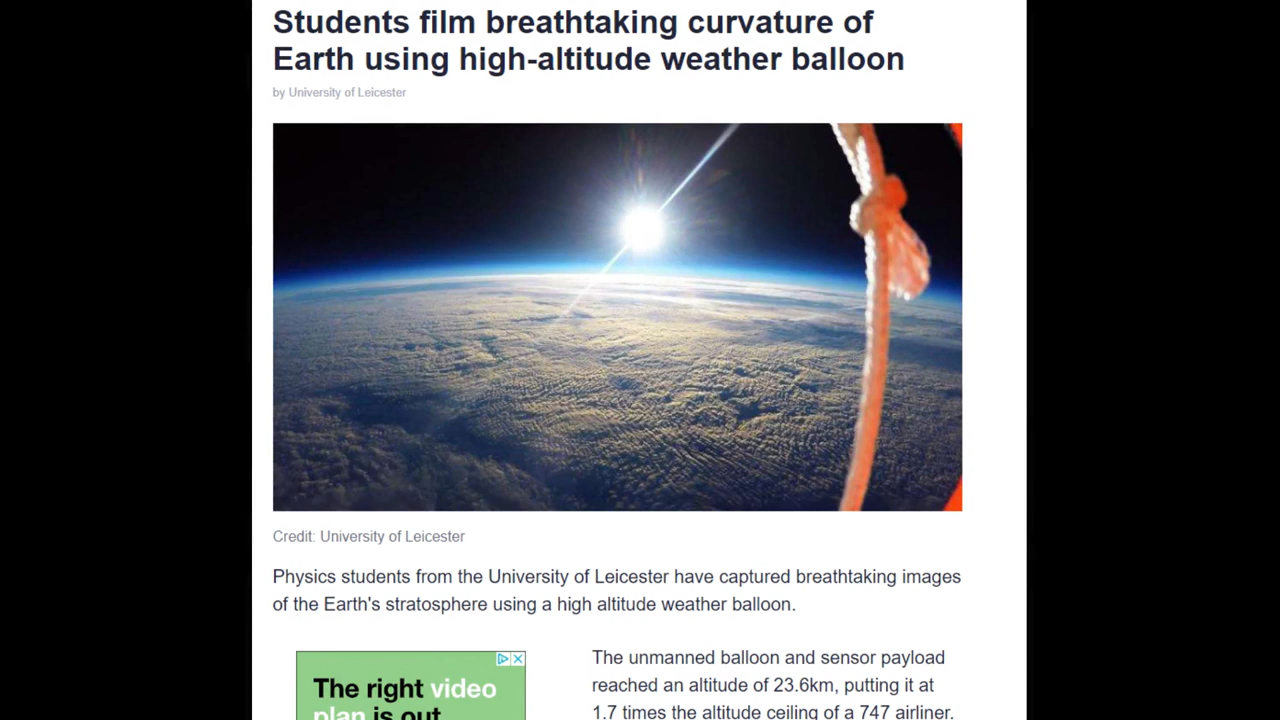 Students film breathtaking curvature of
Earth using high-altitude weather balloon
by University of Leicester
Credit: University of Leicester
Physics students from the University of Leicester have captured breathtaking images
of the Earth's stratosphere using a high altitude weather balloon.
The unmanned balloon and sensor payload
reached an altitude of 23.6km, putting it at
1.7 times the altitude ceiling of a 747 airliner.
The right video
plan is out